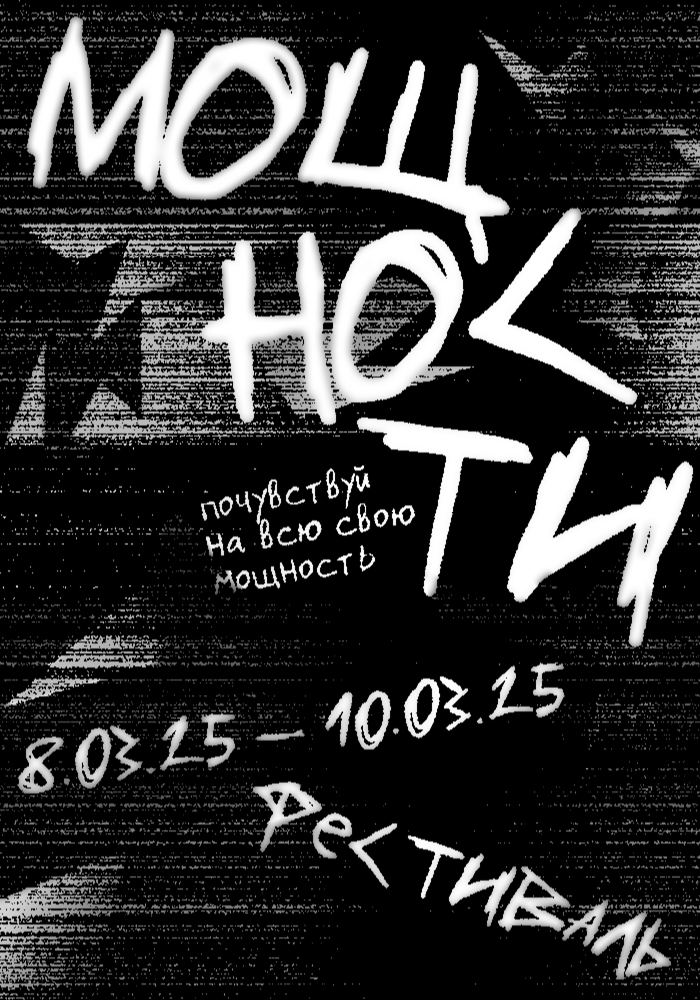 МОЩ
НОС
ТИ
почувствуй
на всю свою
мощность
8.03.25 – 10.03.25
Фестиваль